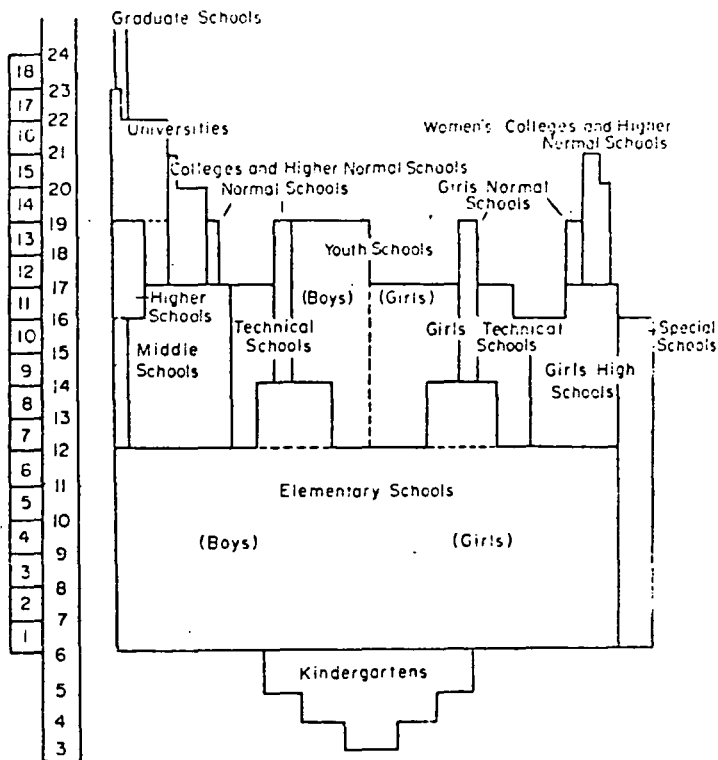 Graduate Schools
24
18
23
17
22
16
Universities
Women's Colleges and Higher
Normal Schools
21
15
Colleges and Higher Normal Schools
20
Normal Schools
Girls Normal
Schools
14
19
13
Youth Schools
18
12
17
(Boys)
(Girls)
11
Higher
Schools
16
10
Technical
Schools
Girls Technical
Schools
Special
Schools
15
Middle
Schools
9
Girls High
Schools
14
8
13
7
12
6
11
Elementary Schools
5
10
4
(Boys)
(Girls)
9
3
8
2
7
1
6
Kindergartens
5
4
3